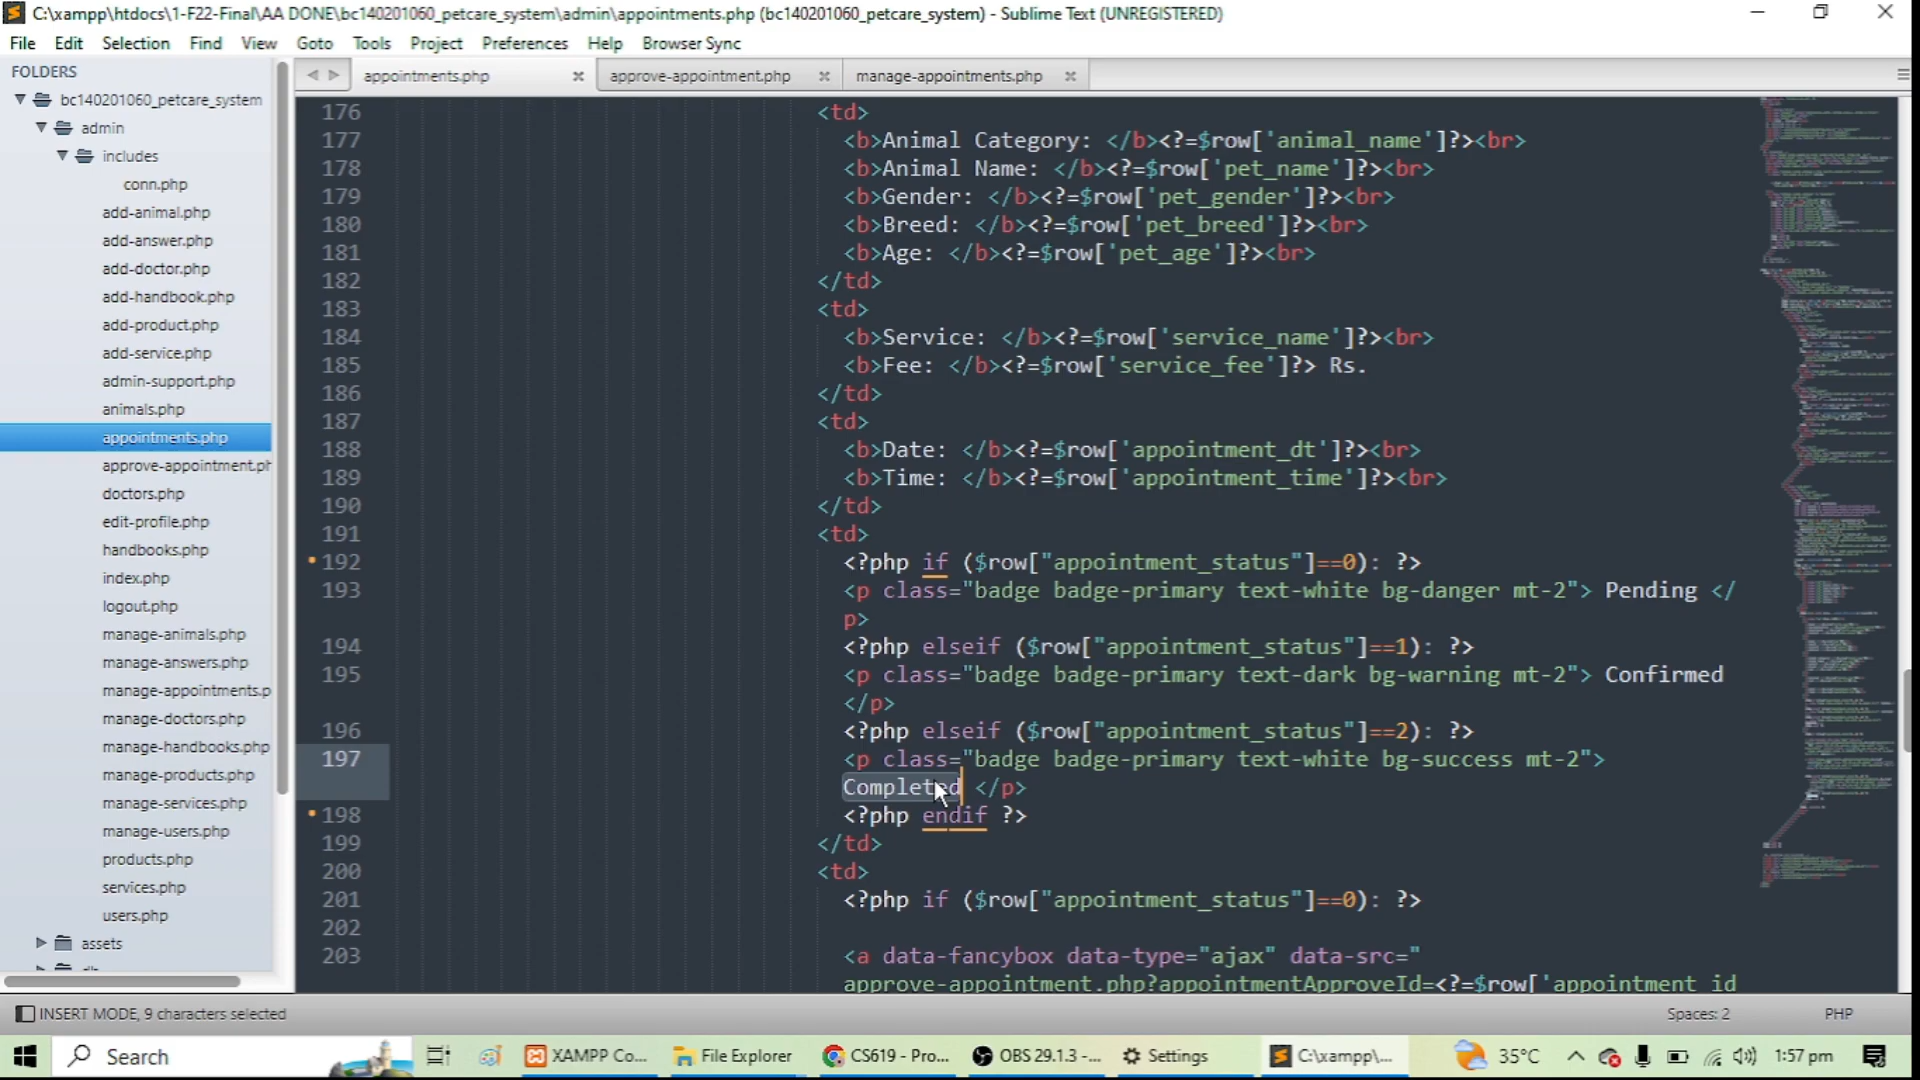 C:\xampp\htdocs\1-F22-Final\AA DONE\bc140201060_petcare_system\admin\appointments.php (bc140201060_petcare_system) - Sublime Text (UNREGISTERED)
File Edit Selection Find View Goto Tools Project Preferences Help Browser Sync
FOLDERS
bc140201060_petcare_system
admin
includes
conn.php
add-animal.php
add-answer.php
add-doctor.php
add-handbook.php
add-product.php
add-service.php
admin-support.php
animals.php
appointments.php
approve-appointment.ph
doctors.php
edit-profile.php
handbooks.php
index.php
logout.php
manage-animals.php
manage-answers.php
manage-appointments.p
manage-doctors.php
manage-handbooks.php
manage-products.php
manage-services.php
manage-users.php
products.php
services.php
users.php
assets
appointments.php approve-appointment.php manage-appointments.php
176 <td>
177 <b>Animal Category: </b><?=$row['animal_name']?><br>
178 <b>Animal Name: </b><?=$row['pet_name']?><br>
179 <b>Gender: </b><?=$row['pet_gender']?><br>
180 <b>Breed: </b><?=$row['pet_breed']?><br>
181 <b>Age: </b><?=$row['pet_age']?><br>
182 </td>
183 <td>
184 <b>Service: </b><?=$row['service_name']?><br>
185 <b>Fee: </b><?=$row['service_fee']?> Rs.
186 </td>
187 <td>
188 <b>Date: </b><?=$row['appointment_dt']?><br>
189 <b>Time: </b><?=$row['appointment_time']?><br>
190 </td>
191 <td>
192 <?php if ($row["appointment_status"]==0): ?>
193 <p class="badge badge-primary text-white bg-danger mt-2"> Pending </
p>
194 <?php elseif ($row["appointment_status"]==1): ?>
195 <p class="badge badge-primary text-dark bg-warning mt-2"> Confirmed
</p>
196 <?php elseif ($row["appointment_status"]==2): ?>
197 <p class="badge badge-primary text-white bg-success mt-2">
Completed </p>
198 <?php endif ?>
199 </td>
200 <td>
201 <?php if ($row["appointment_status"]==0): ?>
202
203 <a data-fancybox data-type="ajax" data-src="
approve-appointment.php?appointmentApproveId=<?=$row['appointment_id
INSERT MODE, 9 characters selected
Spaces: 2
PHP
Search
XAMPP Co...
File Explorer
CS619 - Pro...
OBS 29.1.3 -...
Settings
C:\xampp\...
35°C
1:57 pm